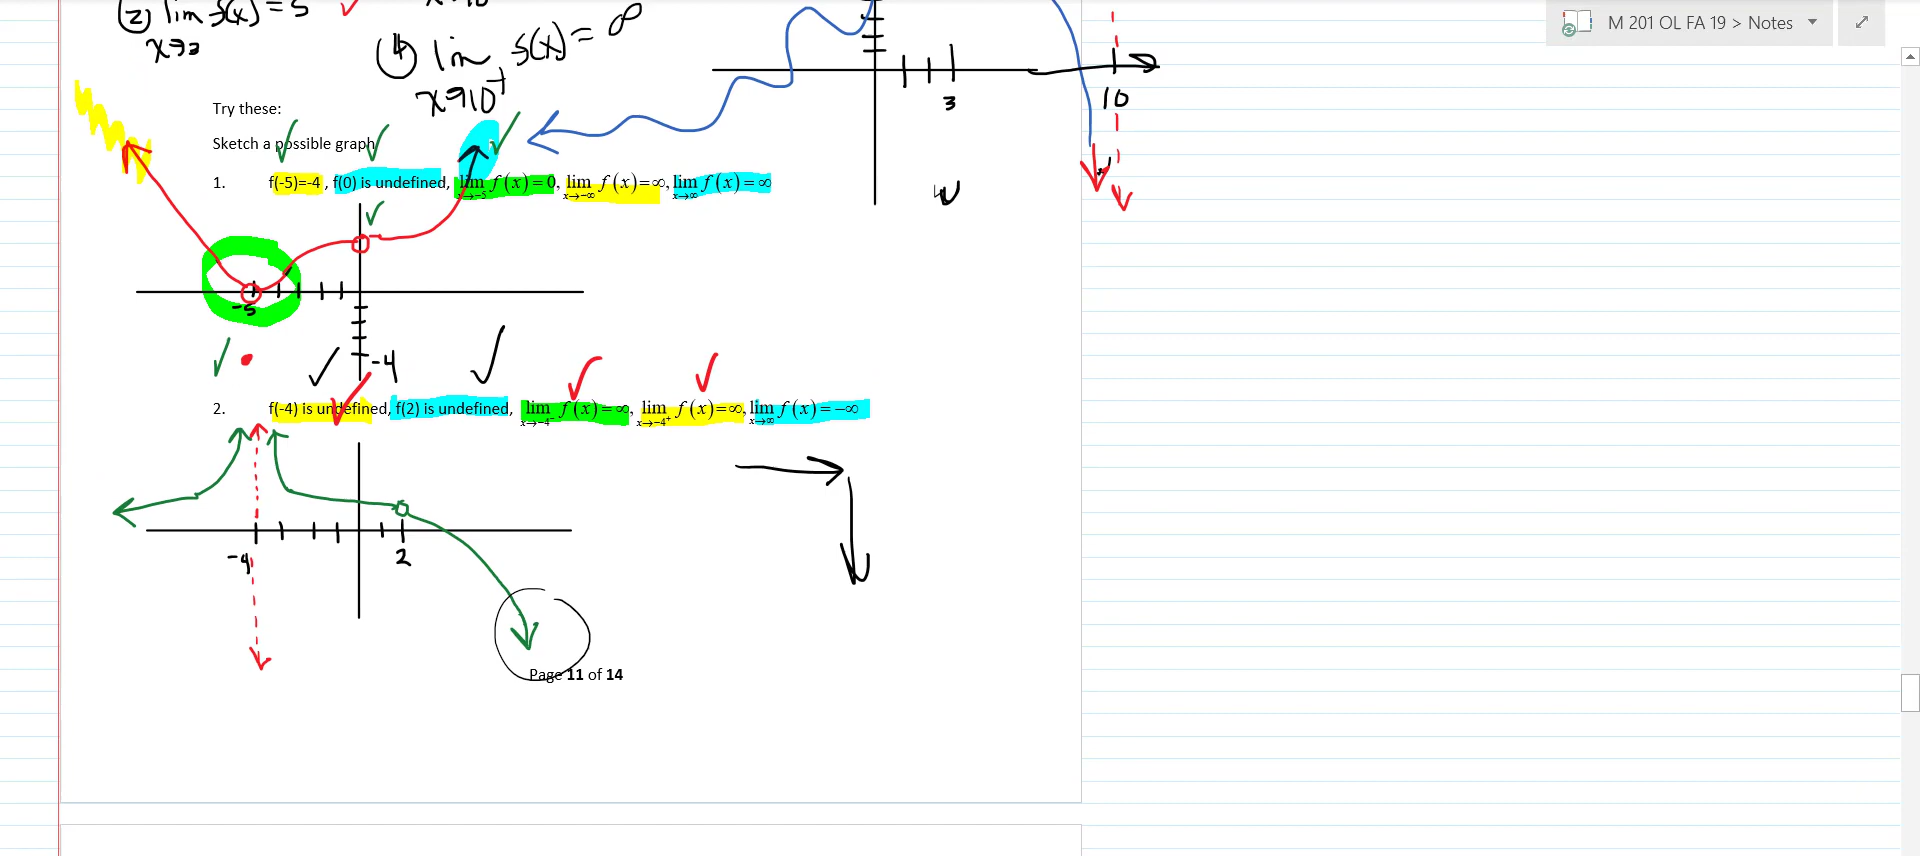 M 201 OL FA 19 > Notes
② lim f(x) = 5
x→3
④ lim f(x) = ∞
x→10⁺
3
10
Try these:
Sketch a possible graph
1. f(-5)=-4 , f(0) is undefined, lim x→-5 f(x)=0, lim x→-∞ f(x)=∞, lim x→∞ f(x)=∞
-5
-4
2. f(-4) is undefined, f(2) is undefined, lim x→-4⁻ f(x)=∞, lim x→-4⁺ f(x)=∞, lim x→∞ f(x)=-∞
-4
2
Page 11 of 14